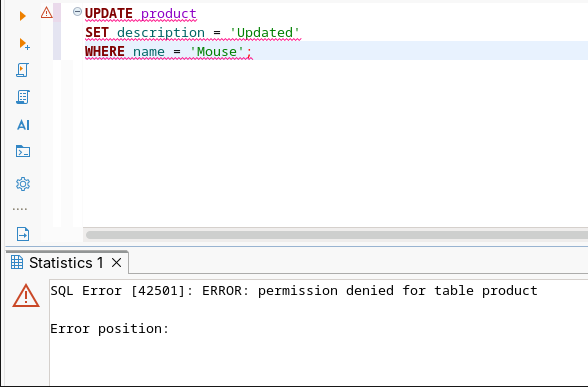 UPDATE product
SET description = 'Updated'
WHERE name = 'Mouse';
AI
Statistics 1
SQL Error [42501]: ERROR: permission denied for table product
Error position: